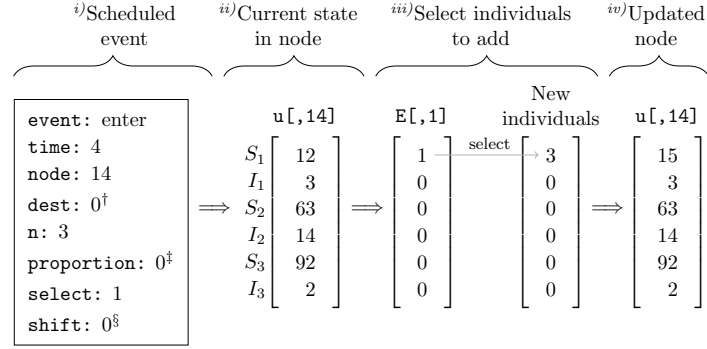 i)Scheduled event
ii)Current state in node
iii)Select individuals to add
iv)Updated node
event: enter
time: 4
node: 14
dest: 0†
n: 3
proportion: 0‡
select: 1
shift: 0§
⟹
u[,14]
S1 12
I1 3
S2 63
I2 14
S3 92
I3 2
⟹
E[,1]
1
0
0
0
0
0
select
New individuals
3
0
0
0
0
0
⟹
u[,14]
15
3
63
14
92
2